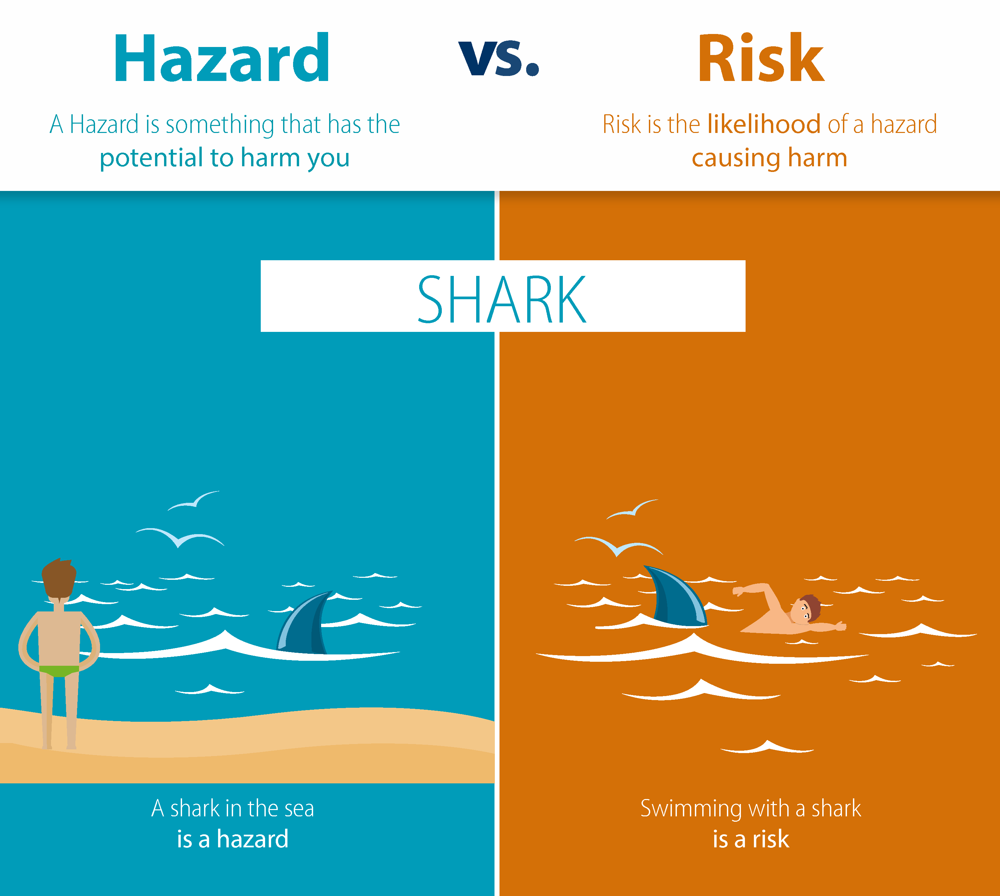 Hazard vs. Risk
A Hazard is something that has the
potential to harm you
Risk is the likelihood of a hazard
causing harm
SHARK
A shark in the sea
is a hazard
Swimming with a shark
is a risk